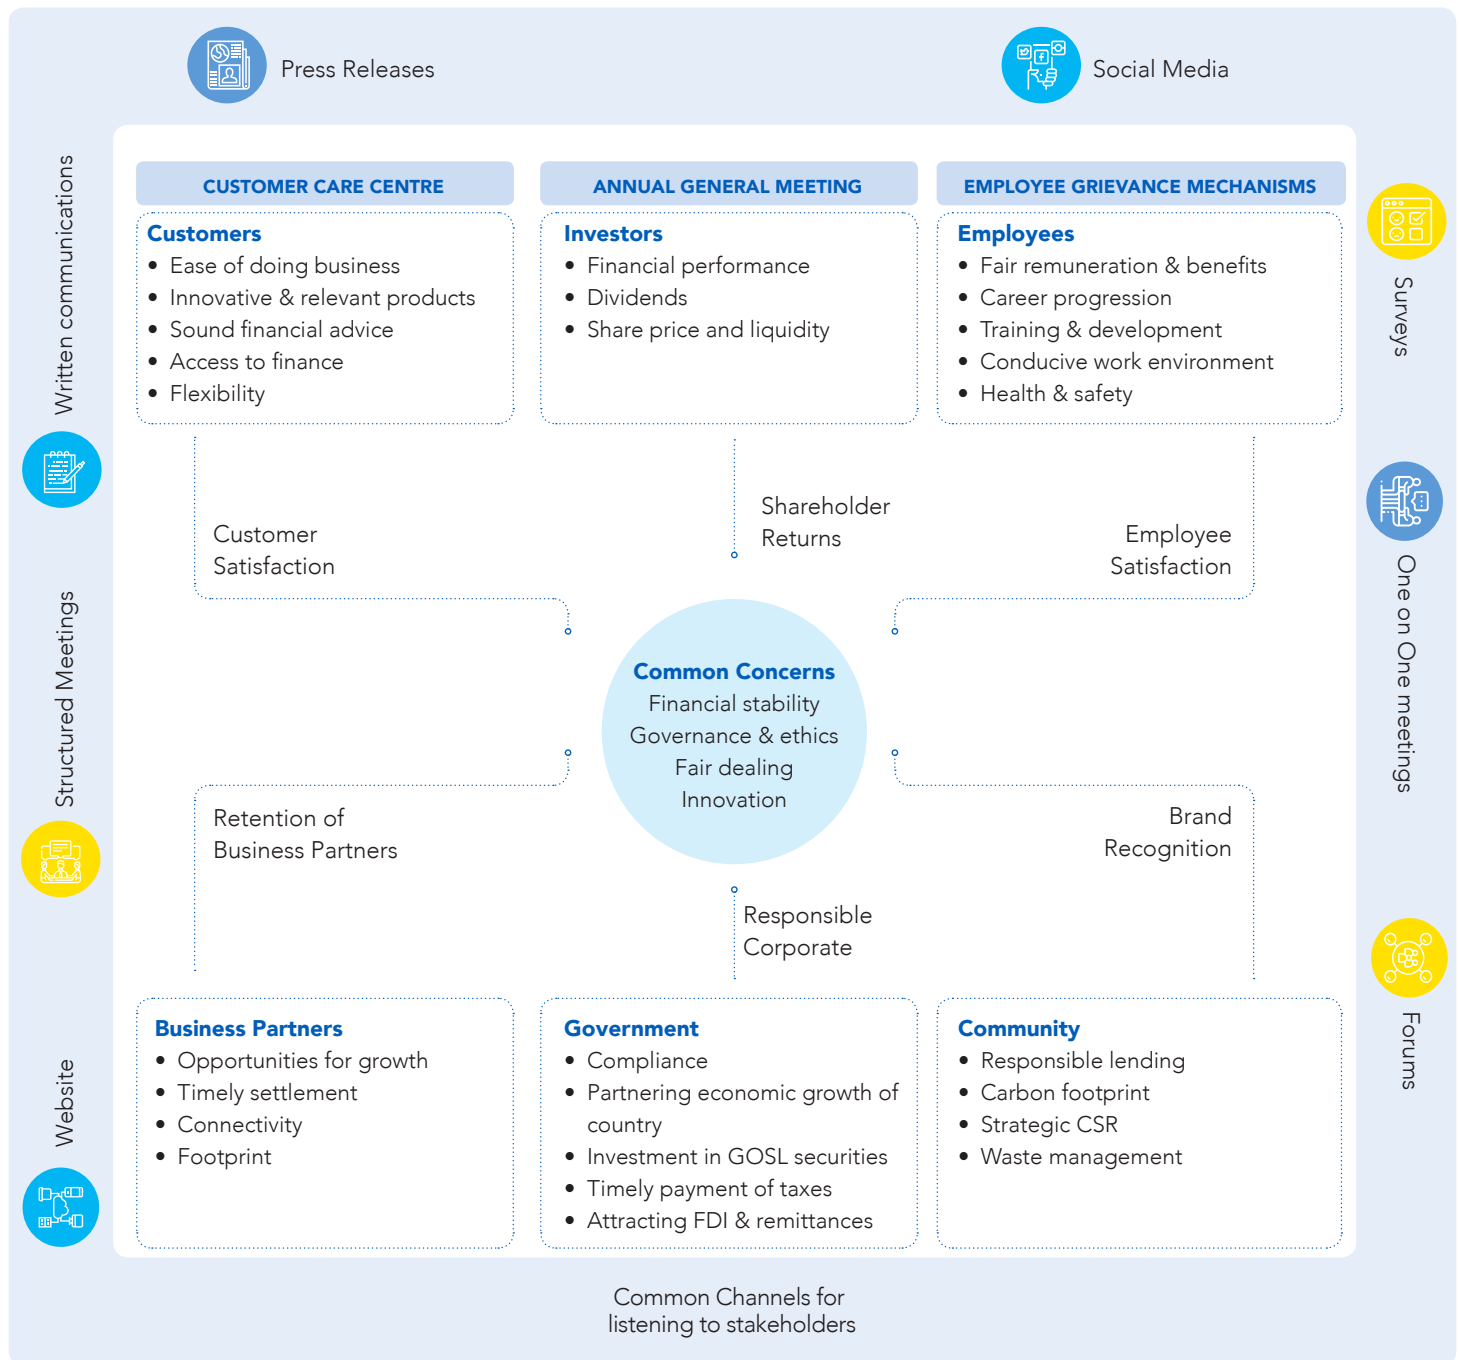 Press Releases
Social Media
Written communications
Structured Meetings
Website
Surveys
One on One meetings
Forums
CUSTOMER CARE CENTRE
Customers
• Ease of doing business
• Innovative & relevant products
• Sound financial advice
• Access to finance
• Flexibility
ANNUAL GENERAL MEETING
Investors
• Financial performance
• Dividends
• Share price and liquidity
EMPLOYEE GRIEVANCE MECHANISMS
Employees
• Fair remuneration & benefits
• Career progression
• Training & development
• Conducive work environment
• Health & safety
Customer
Satisfaction
Shareholder
Returns
Employee
Satisfaction
Common Concerns
Financial stability
Governance & ethics
Fair dealing
Innovation
Retention of
Business Partners
Responsible
Corporate
Brand
Recognition
Business Partners
• Opportunities for growth
• Timely settlement
• Connectivity
• Footprint
Government
• Compliance
• Partnering economic growth of
country
• Investment in GOSL securities
• Timely payment of taxes
• Attracting FDI & remittances
Community
• Responsible lending
• Carbon footprint
• Strategic CSR
• Waste management
Common Channels for
listening to stakeholders